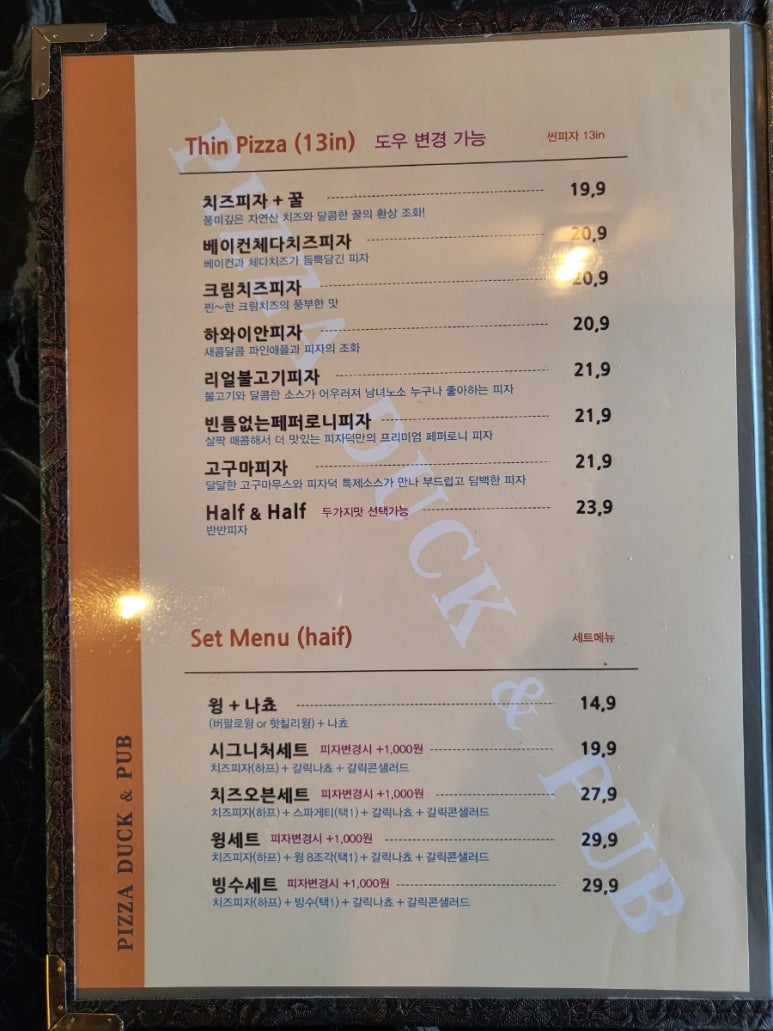 Thin Pizza (13in) 도우 변경 가능 씬피자 13in
치즈피자 + 꿀 19,9
풍미깊은 자연산 치즈와 달콤한 꿀의 환상 조화!
베이컨체다치즈피자 20,9
베이컨과 체다치즈가 듬뿍담긴 피자
크림치즈피자 20,9
찐~한 크림치즈의 풍부한 맛
하와이안피자 20,9
새콤달콤 파인애플과 피자의 조화
리얼불고기피자 21,9
불고기와 달콤한 소스가 어우러져 남녀노소 누구나 좋아하는 피자
빈틈없는페퍼로니피자 21,9
살짝 매콤해서 더 맛있는 피자덕만의 프리미엄 페퍼로니 피자
고구마피자 21,9
달달한 고구마무스와 피자덕 특제소스가 만나 부드럽고 담백한 피자
Half & Half 두가지맛 선택가능 23,9
반반피자
Set Menu (haif) 세트메뉴
윙 + 나쵸 14,9
(버팔로윙 or 핫칠리윙) + 나쵸
시그니처세트 피자변경시 +1,000원 19,9
치즈피자(하프) + 갈릭나쵸 + 갈릭콘샐러드
치즈오븐세트 피자변경시 +1,000원 27,9
치즈피자(하프) + 스파게티(택1) + 갈릭나쵸 + 갈릭콘샐러드
윙세트 피자변경시 +1,000원 29,9
치즈피자(하프) + 윙 8조각(택1) + 갈릭나쵸 + 갈릭콘샐러드
빙수세트 피자변경시 +1,000원 29,9
치즈피자(하프) + 빙수(택1) + 갈릭나쵸 + 갈릭콘샐러드
PIZZA DUCK & PUB
PIZZA DUCK & PUB